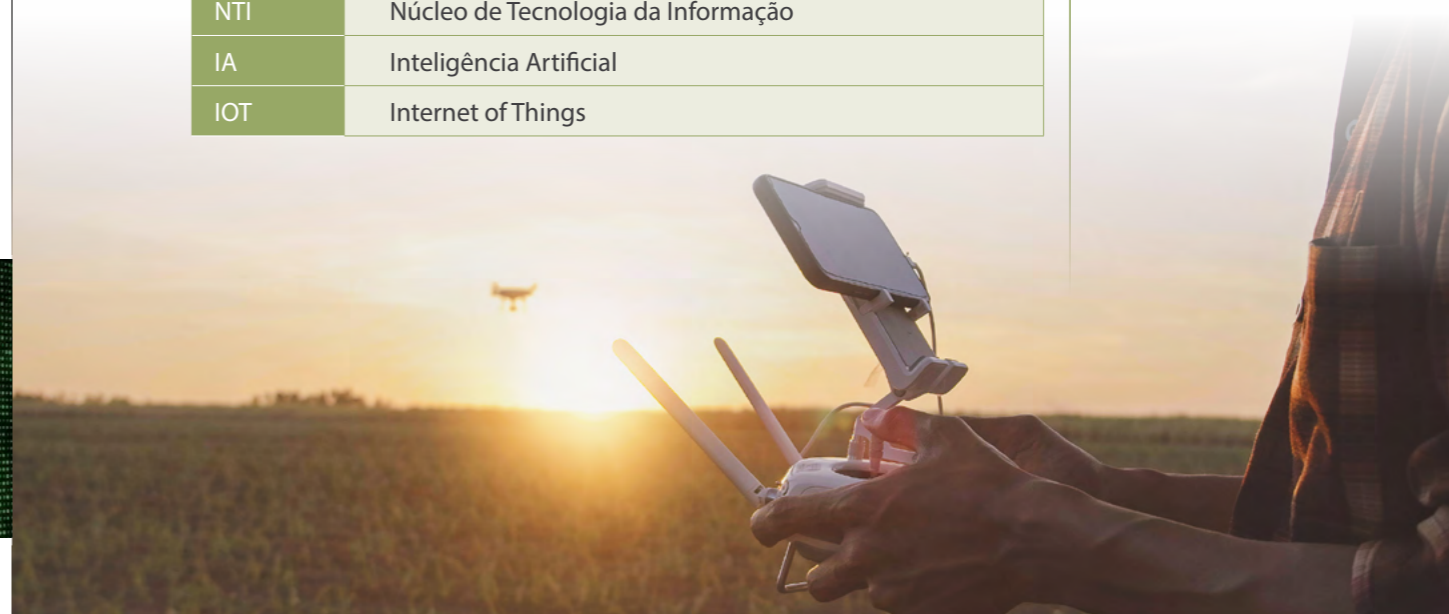 NTI Núcleo de Tecnologia da Informação
IA Inteligência Artificial
IOT Internet of Things